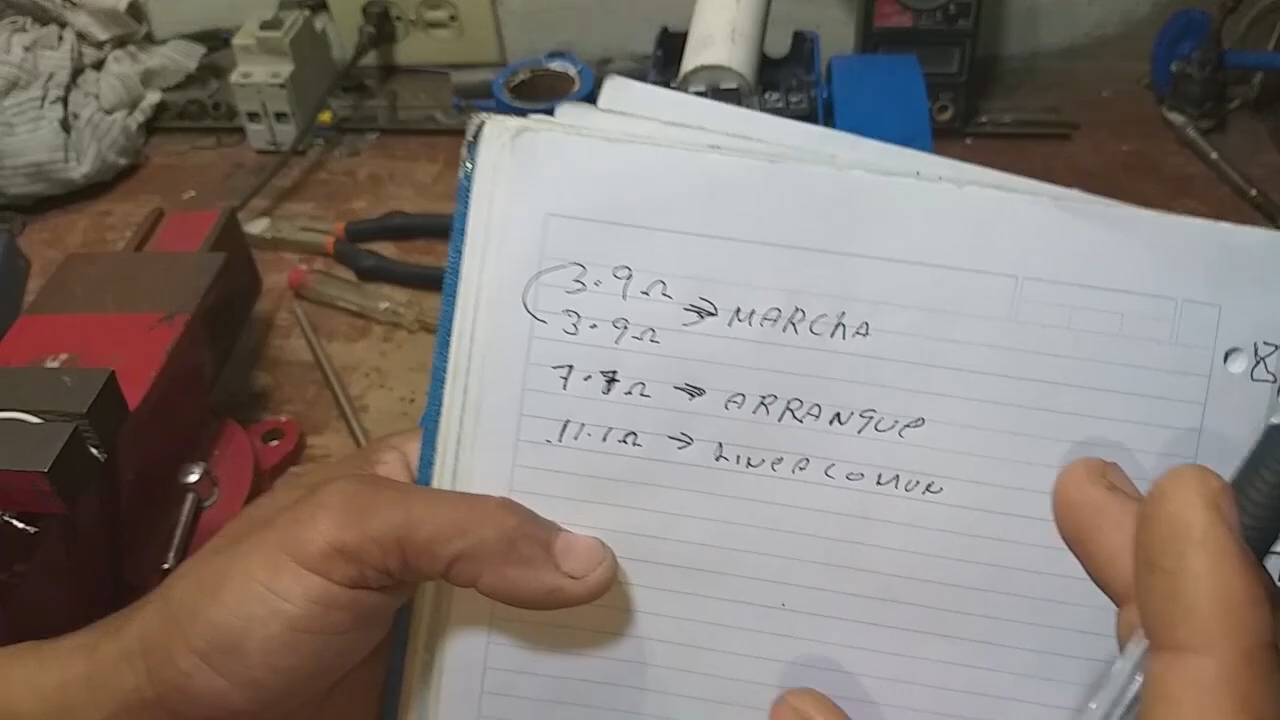 3.9Ω ⇒ MARCHA
3.9Ω
7.7Ω ⇒ ARRANQUE
11.1Ω → LINEA COMUN